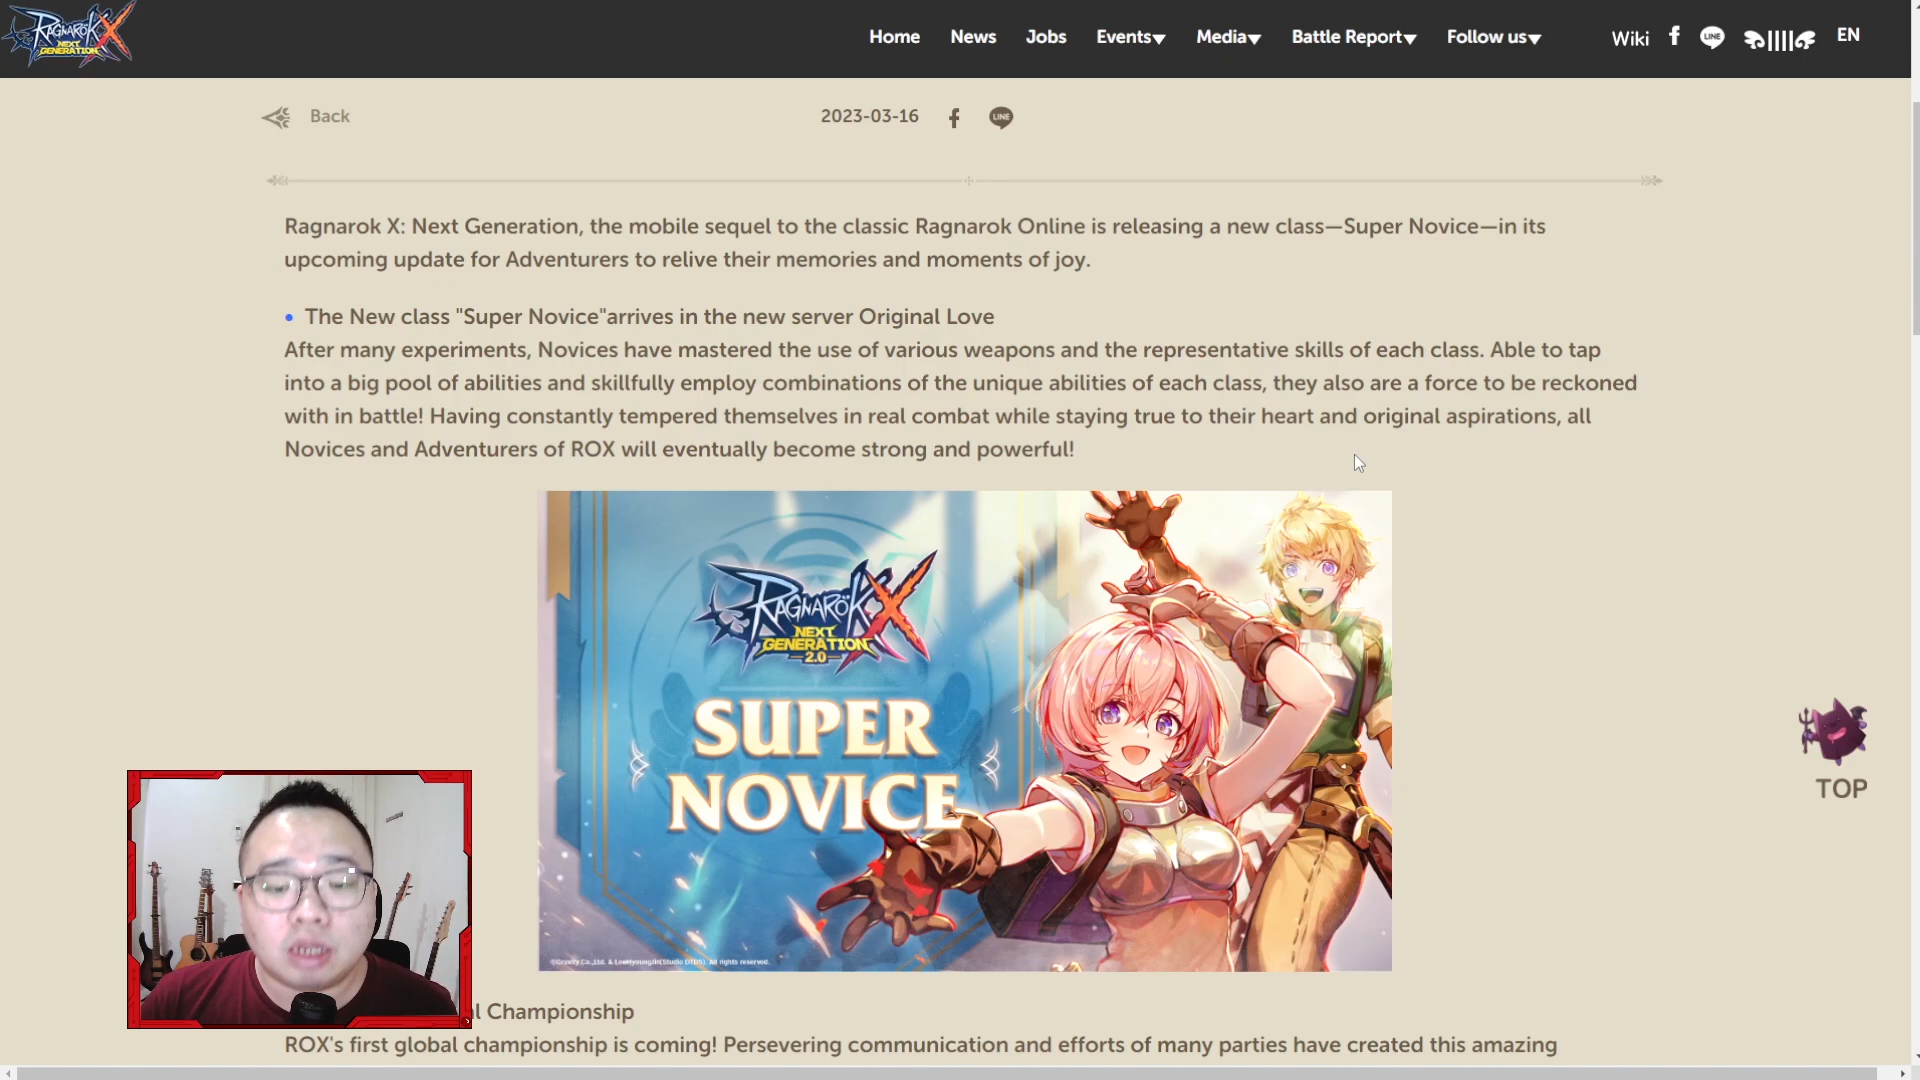 RAGNAROK X
NEXT
GENERATION
Home
News
Jobs
Events
Media
Battle Report
Follow us
Wiki
LINE
EN
Back
2023-03-16
LINE
Ragnarok X: Next Generation, the mobile sequel to the classic Ragnarok Online is releasing a new class—Super Novice—in its
upcoming update for Adventurers to relive their memories and moments of joy.
The New class "Super Novice"arrives in the new server Original Love
After many experiments, Novices have mastered the use of various weapons and the representative skills of each class. Able to tap
into a big pool of abilities and skillfully employ combinations of the unique abilities of each class, they also are a force to be reckoned
with in battle! Having constantly tempered themselves in real combat while staying true to their heart and original aspirations, all
Novices and Adventurers of ROX will eventually become strong and powerful!
RAGNARÖK X
NEXT
GENERATION
2.0
SUPER
NOVICE
©Gravity Co.,Ltd. & LeeMyoungJin(Studio DTDS). All rights reserved.
TOP
l Championship
ROX's first global championship is coming! Persevering communication and efforts of many parties have created this amazing